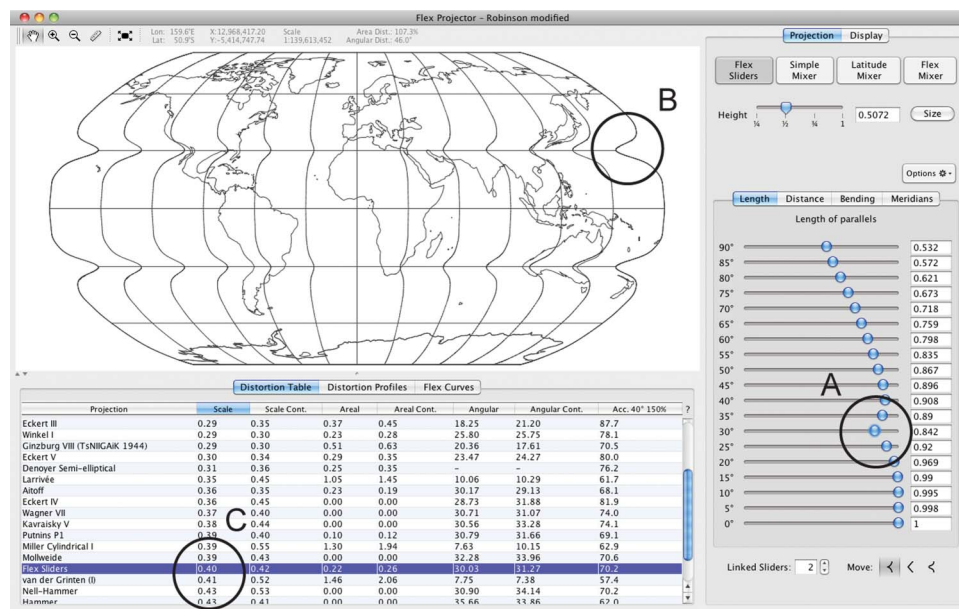 Flex Projector – Robinson modified
Lon: 159.6°E X:12,968,417.20 Scale Area Dist.: 107.3%
Lat: 50.9°S Y:-5,414,747.74 1:139,613,452 Angular Dist.: 46.0°
Projection Display
Flex Sliders Simple Mixer Latitude Mixer Flex Mixer
Height 0.5072 Size
¼ ½ ¾ 1
B
Options
Length Distance Bending Meridians
Length of parallels
90° 0.532
85° 0.572
80° 0.621
75° 0.673
70° 0.718
65° 0.759
60° 0.798
55° 0.835
50° 0.867
45° 0.896
40° 0.908
35° 0.89
30° 0.842
25° 0.92
20° 0.969
15° 0.99
10° 0.995
5° 0.998
0° 1
A
Linked Sliders: 2 Move:
Distortion Table Distortion Profiles Flex Curves
Projection Scale Scale Cont. Areal Areal Cont. Angular Angular Cont. Acc. 40° 150% ?
Eckert III 0.29 0.35 0.37 0.45 18.25 21.20 87.7
Winkel I 0.29 0.30 0.23 0.28 25.80 25.75 78.1
Ginzburg VIII (TsNIIGAiK 1944) 0.29 0.30 0.51 0.63 20.36 17.61 70.5
Eckert V 0.30 0.34 0.29 0.35 23.47 24.27 80.0
Denoyer Semi-elliptical 0.31 0.36 0.25 0.35 – – 76.2
Larrivée 0.35 0.45 1.05 1.45 10.06 10.29 61.7
Aitoff 0.36 0.35 0.23 0.19 30.17 29.13 68.1
Eckert IV 0.36 0.45 0.00 0.00 28.73 31.88 81.9
Wagner VII 0.37 0.40 0.00 0.00 30.71 31.07 74.0
Kavraisky V 0.38 0.44 0.00 0.00 30.56 33.28 74.1
Putnins P1 0.39 0.40 0.10 0.12 30.79 31.66 69.1
Miller Cylindrical I 0.39 0.55 1.30 1.94 7.63 10.15 62.9
Mollweide 0.39 0.43 0.00 0.00 32.28 33.96 70.6
Flex Sliders 0.40 0.42 0.22 0.26 30.03 31.27 70.2
van der Grinten (I) 0.41 0.52 1.46 2.06 7.75 7.38 57.4
Nell-Hammer 0.43 0.53 0.00 0.00 30.90 34.14 70.2
Hammer 0.43 0.41 0.00 0.00 35.66 33.86 62.0
C